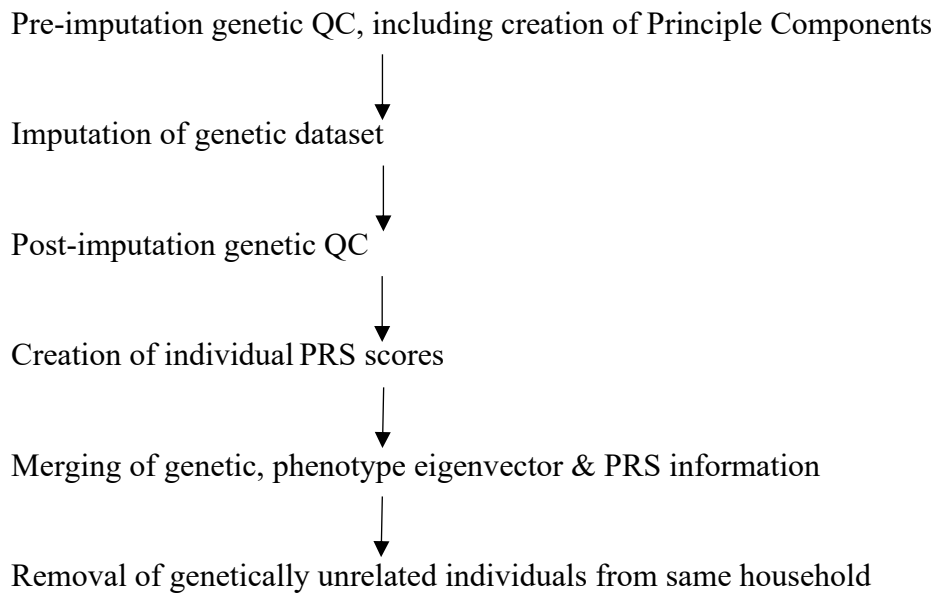 Pre-imputation genetic QC, including creation of Principle Components
Imputation of genetic dataset
Post-imputation genetic QC
Creation of individual PRS scores
Merging of genetic, phenotype eigenvector & PRS information
Removal of genetically unrelated individuals from same household